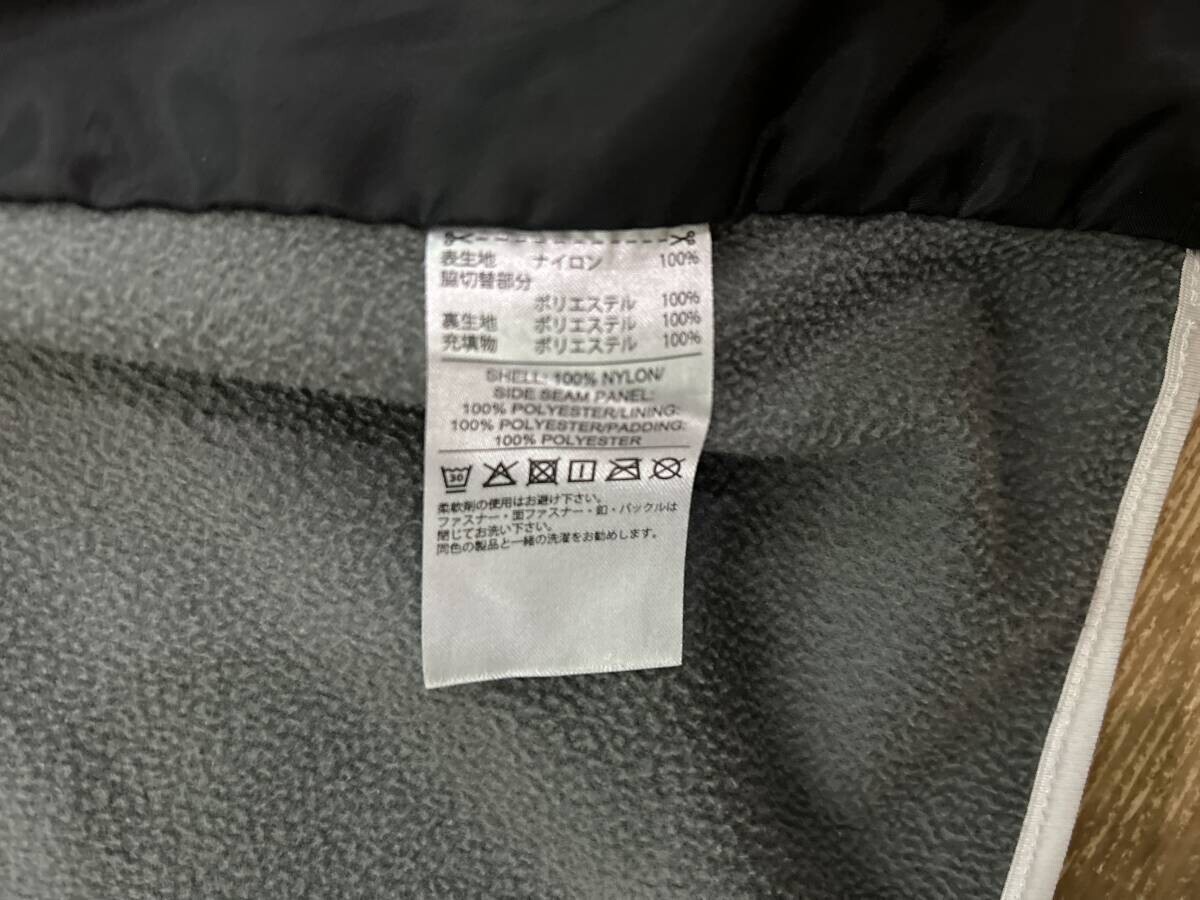 表生地 ナイロン 100%
脇切替部分
ポリエステル 100%
裏生地 ポリエステル 100%
充填物 ポリエステル 100%
SHELL: 100% NYLON/
SIDE SEAM PANEL:
100% POLYESTER/LINING:
100% POLYESTER/PADDING:
100% POLYESTER
30
柔軟剤の使用はお避け下さい。
ファスナー・面ファスナー・釦・バックルは
閉じてお洗い下さい。
同色の製品と一緒の洗濯をお勧めします。